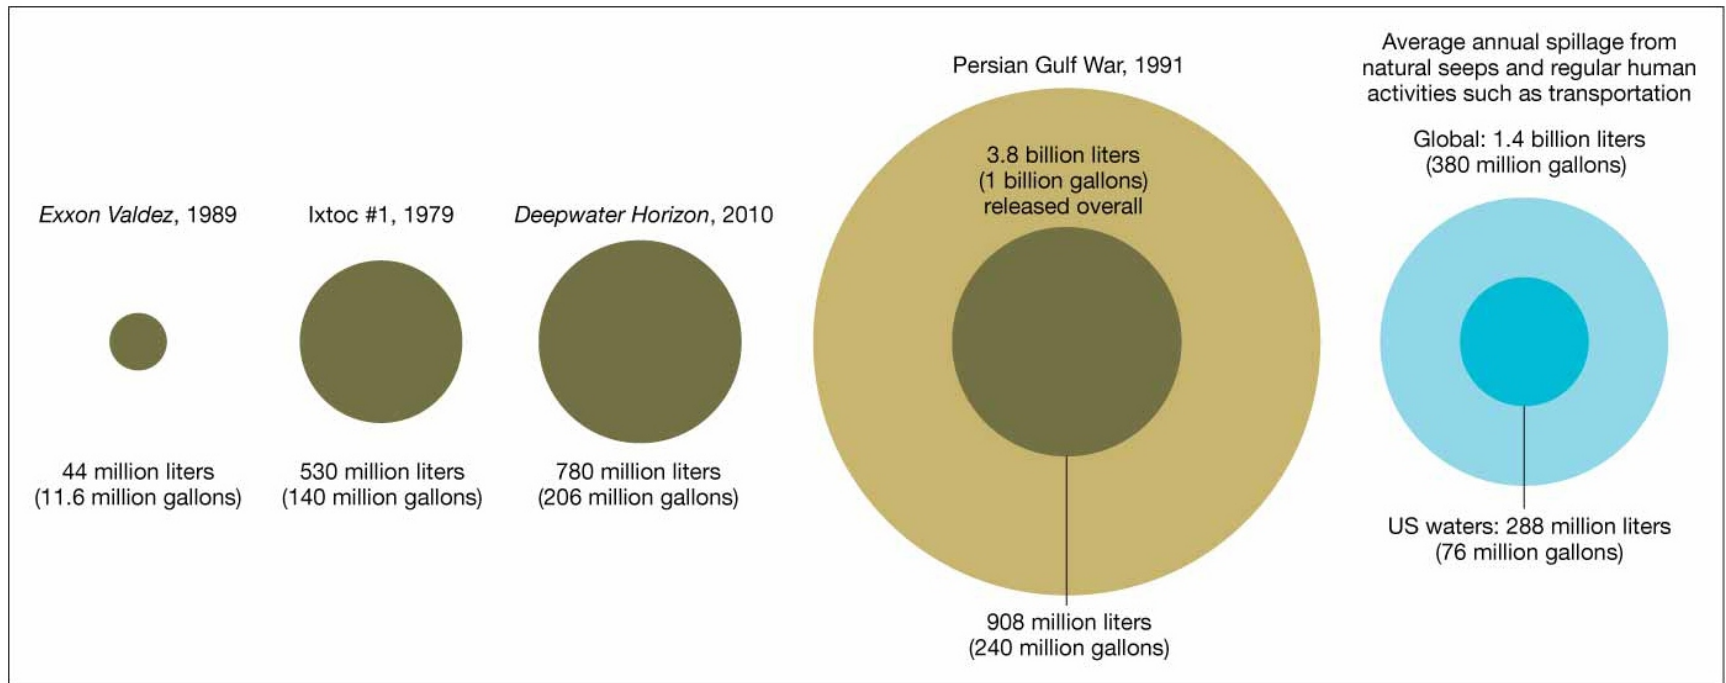 Exxon Valdez, 1989
44 million liters
(11.6 million gallons)
Ixtoc #1, 1979
530 million liters
(140 million gallons)
Deepwater Horizon, 2010
780 million liters
(206 million gallons)
Persian Gulf War, 1991
3.8 billion liters
(1 billion gallons)
released overall
908 million liters
(240 million gallons)
Average annual spillage from
natural seeps and regular human
activities such as transportation
Global: 1.4 billion liters
(380 million gallons)
US waters: 288 million liters
(76 million gallons)